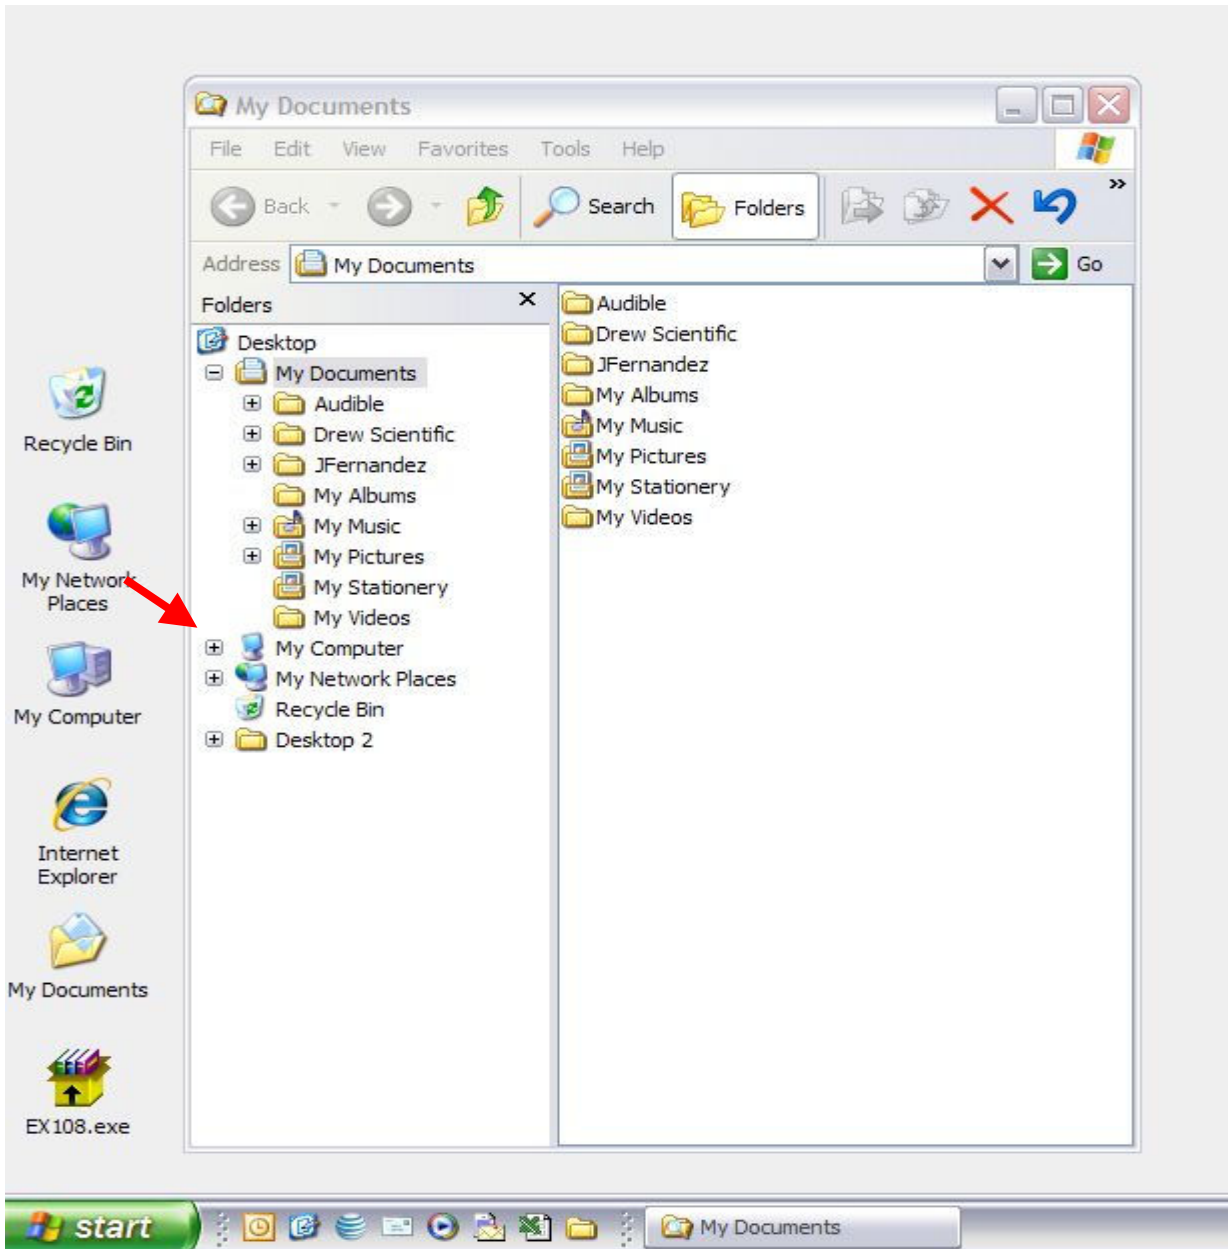 My Documents
File Edit View Favorites Tools Help
Back Search Folders »
Address My Documents Go
Folders
Desktop
My Documents
Audible
Drew Scientific
JFernandez
My Albums
My Music
My Pictures
My Stationery
My Videos
My Computer
My Network Places
Recycle Bin
Desktop 2
Audible
Drew Scientific
JFernandez
My Albums
My Music
My Pictures
My Stationery
My Videos
Recycle Bin
My Network
Places
My Computer
Internet
Explorer
My Documents
EX108.exe
start My Documents